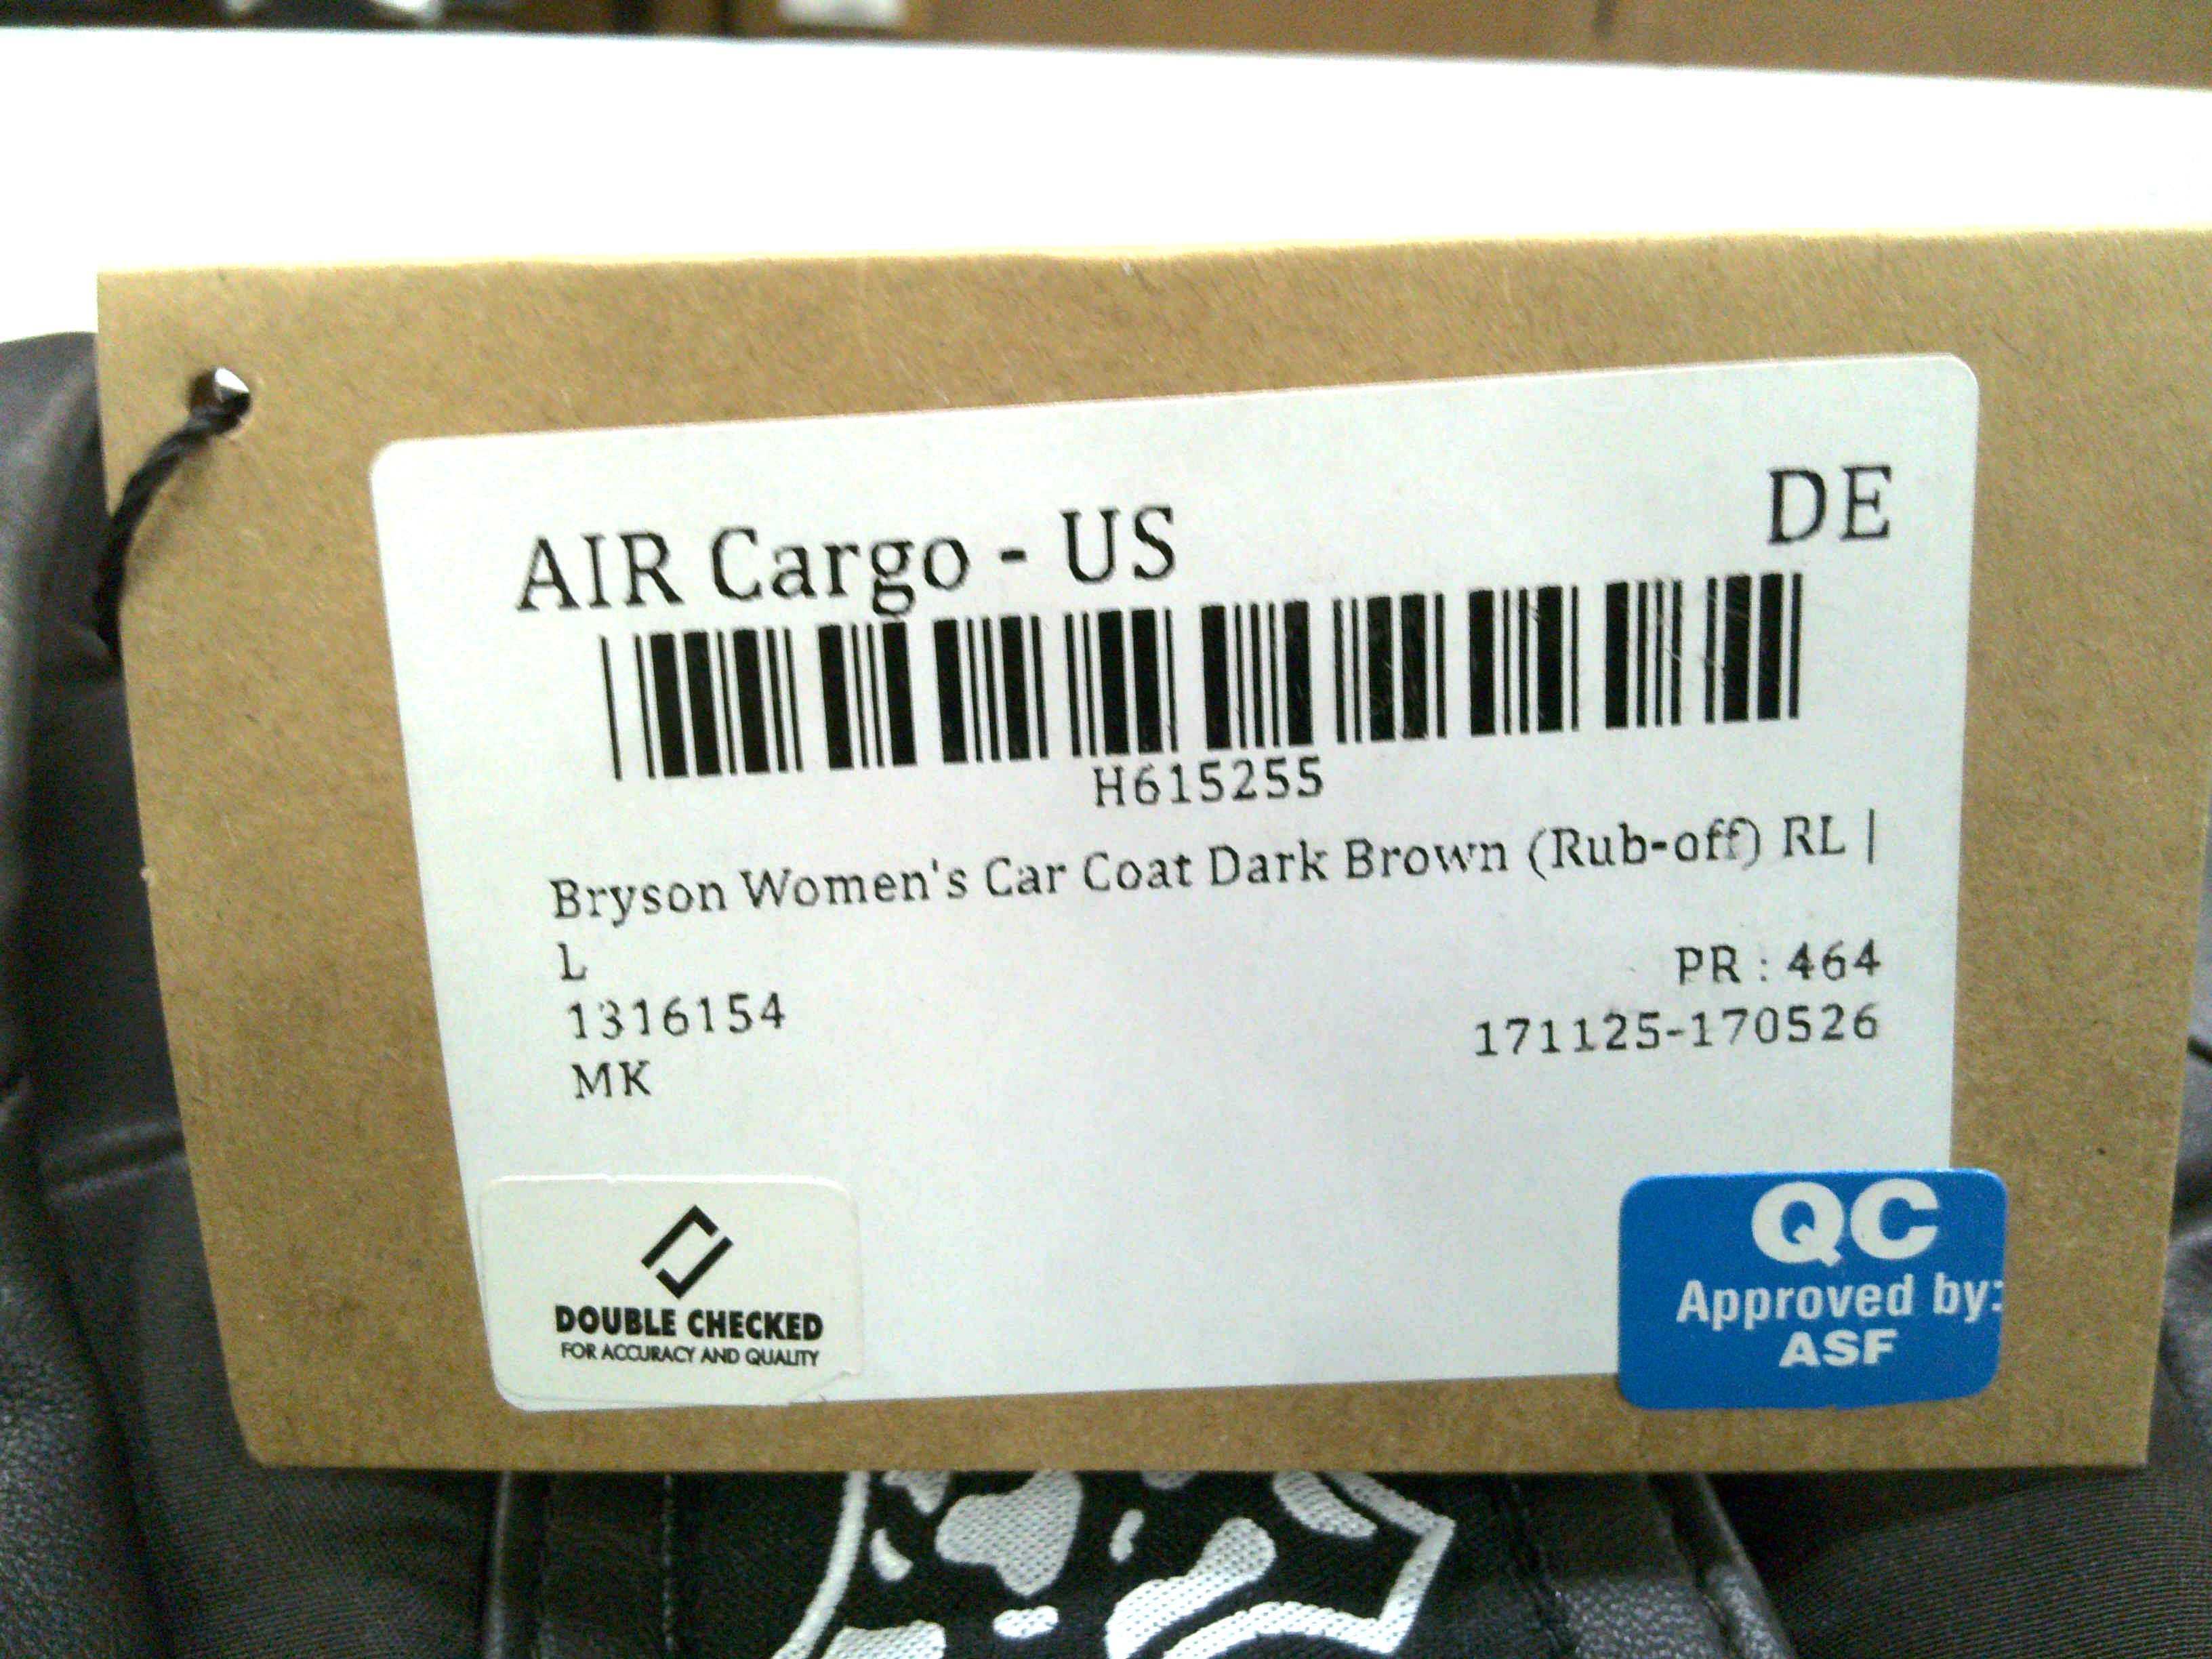 AIR Cargo - US
DE
H615255
Bryson Women's Car Coat Dark Brown (Rub-off) RL |
L
PR : 464
1316154
171125-170526
MK
DOUBLE CHECKED
FOR ACCURACY AND QUALITY
QC
Approved by:
ASF